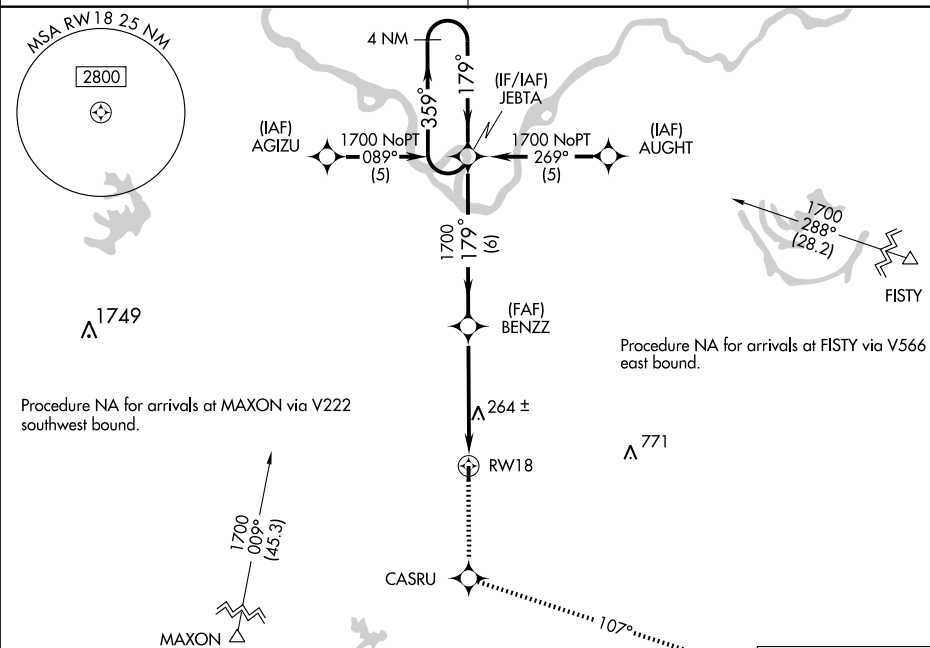 MSA RW18 25 NM
2800
4 NM
359°
179°
(IF/IAF)
JEBTA
(IAF)
AGIZU
1700 NoPT
089°
(5)
1700 NoPT
269°
(5)
(IAF)
AUGHT
1700
179°
(6)
1700
288°
(28.2)
FISTY
(FAF)
BENZZ
1749
Procedure NA for arrivals at FISTY via V566
east bound.
Procedure NA for arrivals at MAXON via V222
southwest bound.
264 ±
771
RW18
1700
009°
(45.3)
CASRU
107°
MAXON